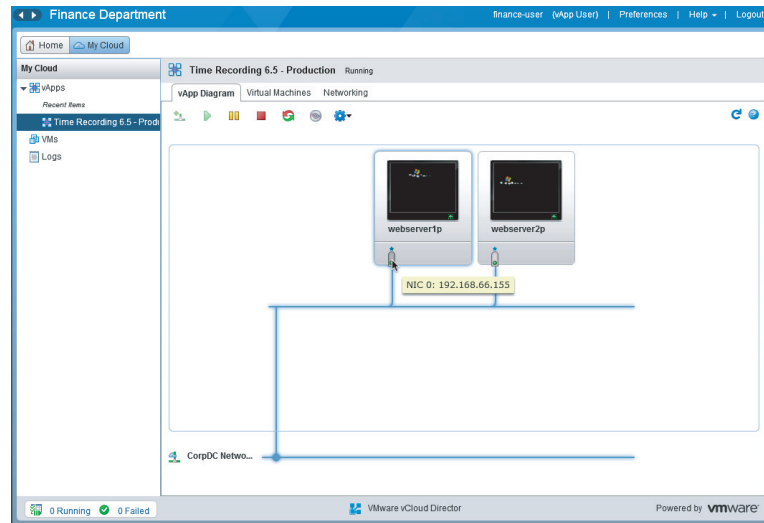 Finance Department
finance-user (vApp User) | Preferences | Help | Logout
Home
My Cloud
My Cloud
vApps
Recent Items
Time Recording 6.5 - Produ
VMs
Logs
Time Recording 6.5 - Production Running
vApp Diagram Virtual Machines Networking
webserver1p
webserver2p
NIC 0: 192.168.66.155
CorpDC Netwo...
0 Running 0 Failed
VMware vCloud Director
Powered by vmware